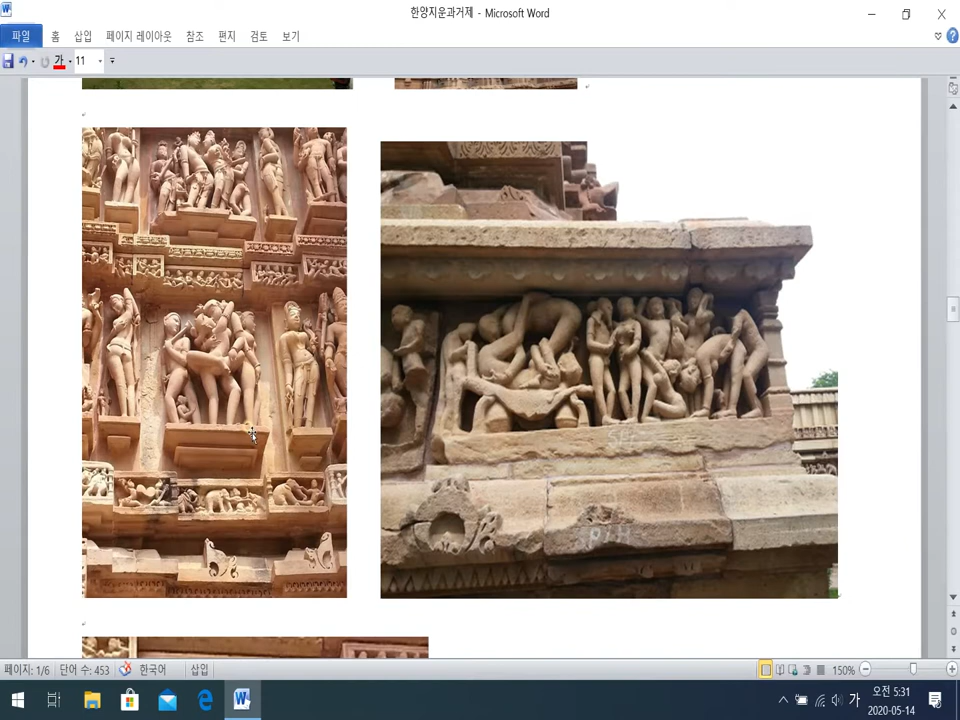 한양지운과거제 - Microsoft Word
파일 홈 삽입 페이지 레이아웃 참조 편지 검토 보기
가 11
페이지: 1/6 단어 수: 453 한국어 삽입 150%
가 오전 5:31
2020-05-14